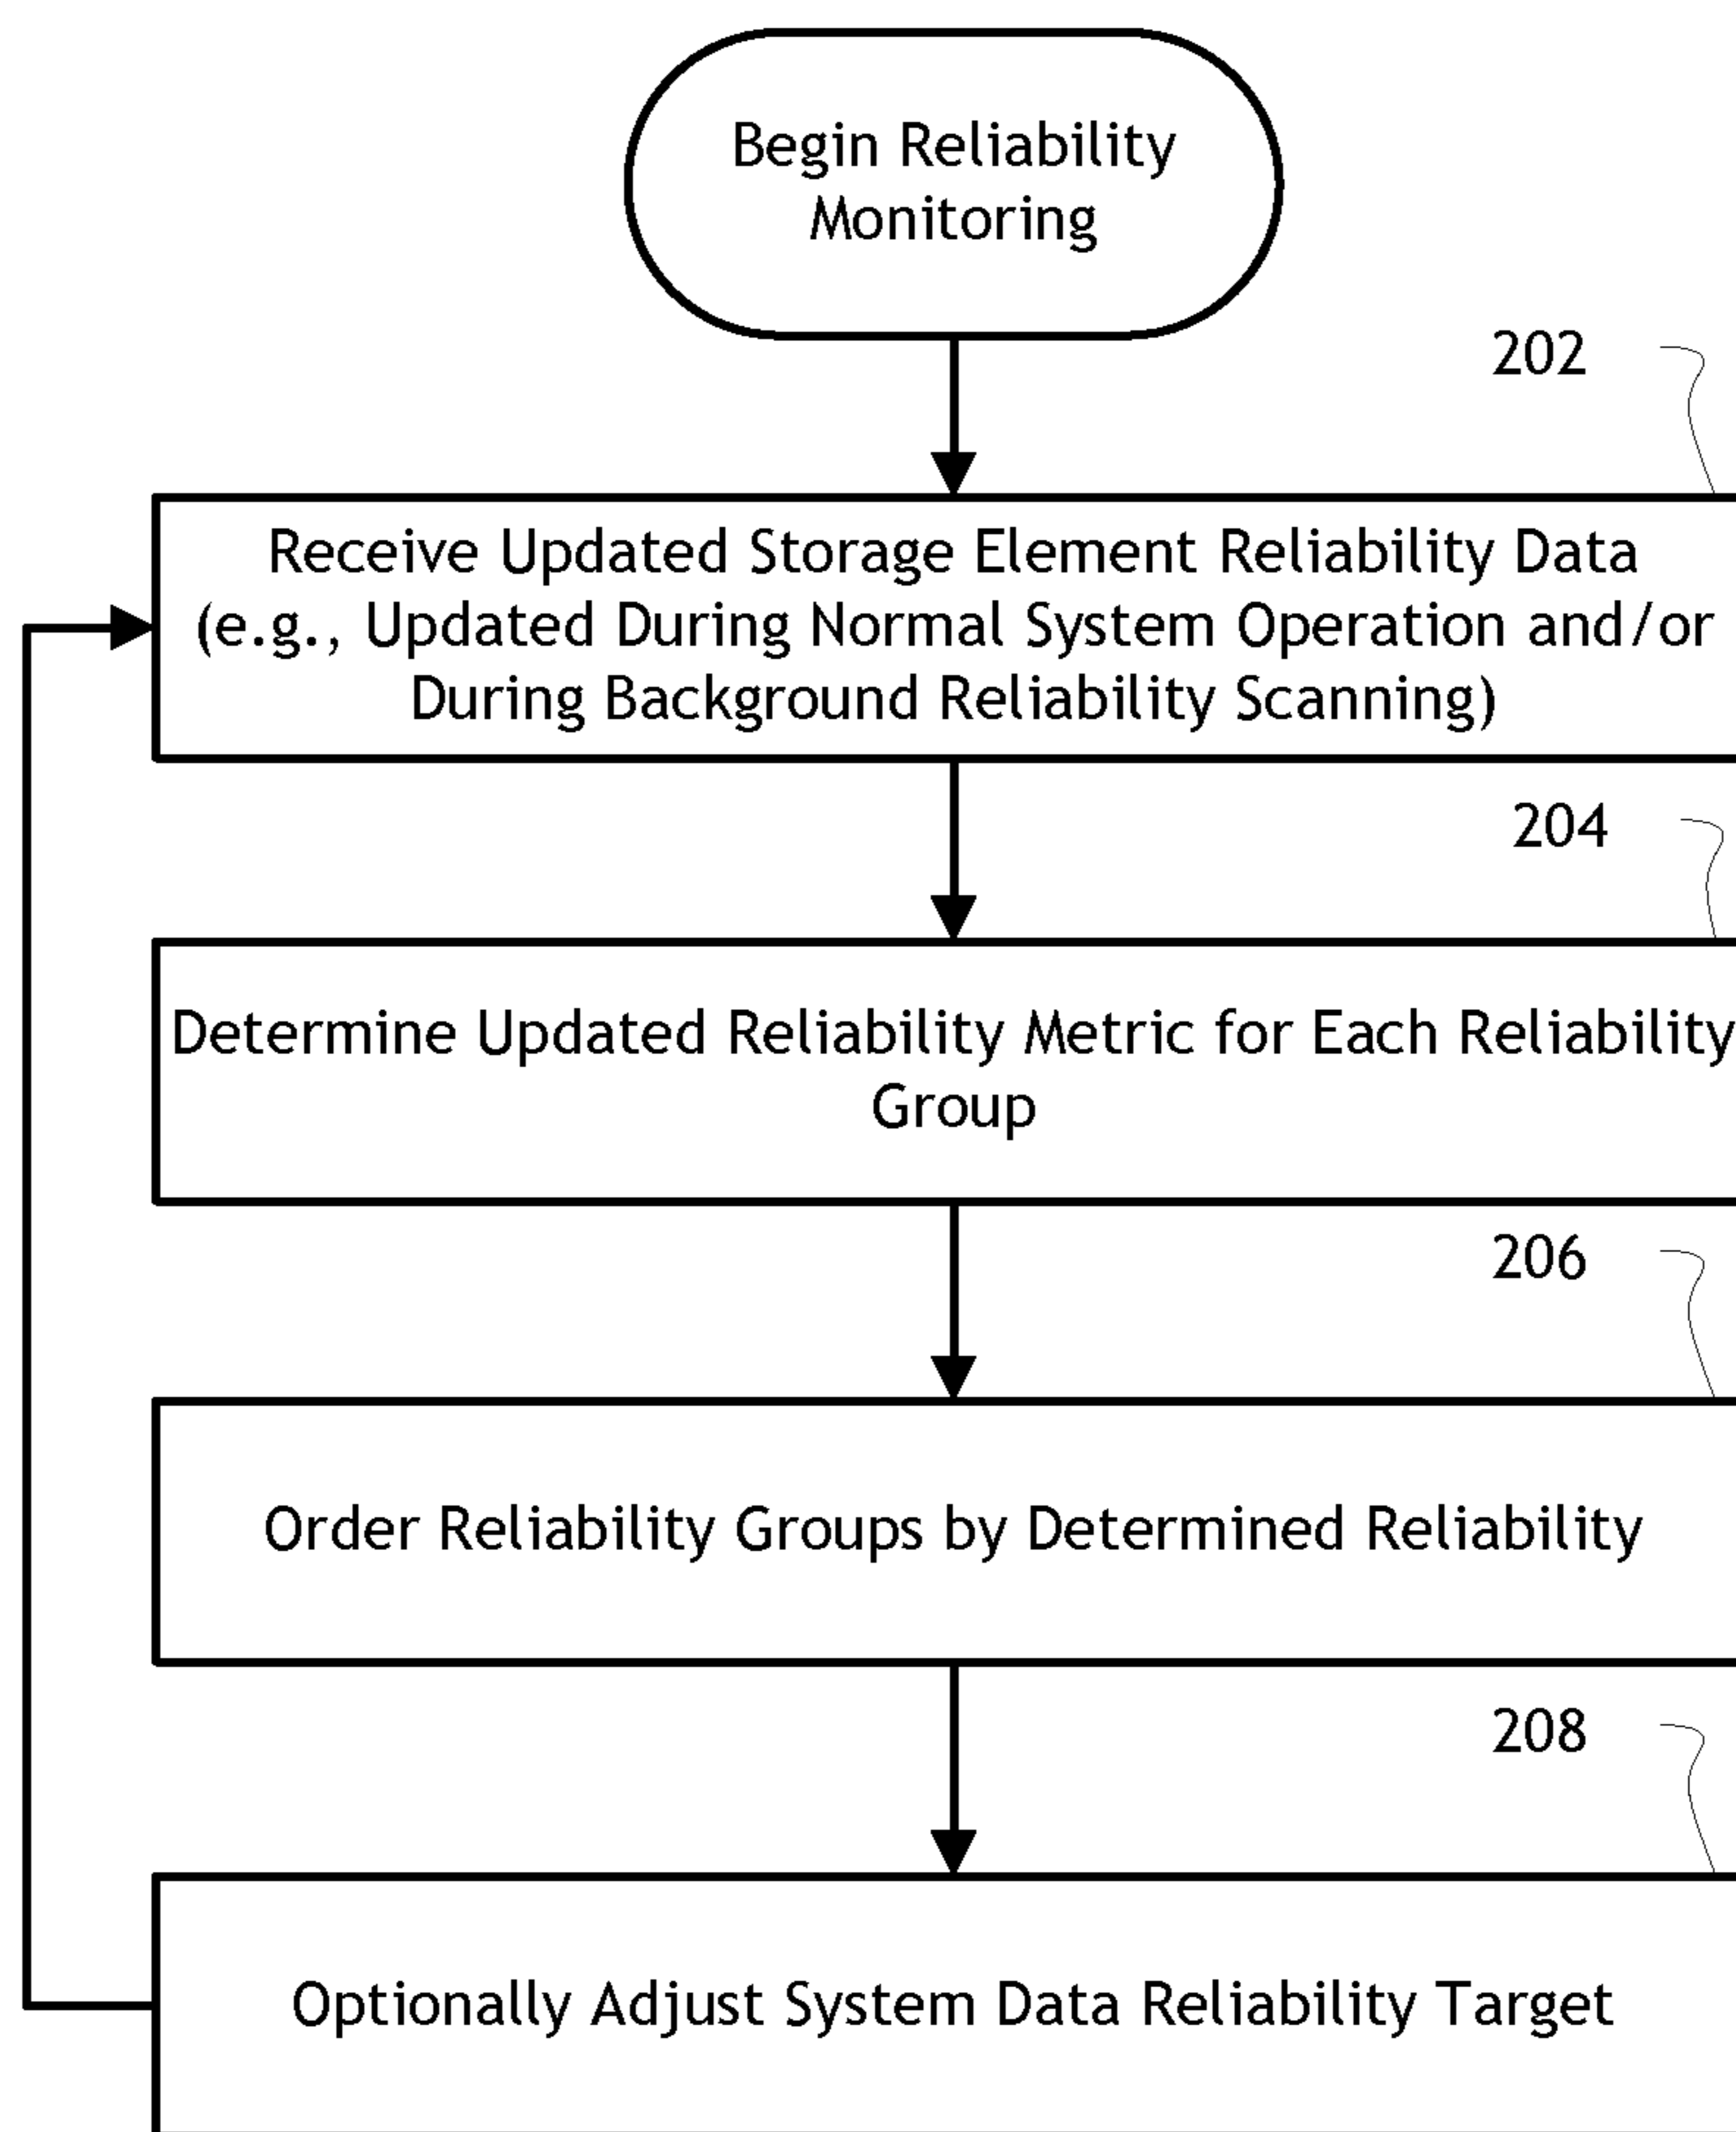 Begin Reliability
Monitoring
202
Receive Updated Storage Element Reliability Data
(e.g., Updated During Normal System Operation and/or
During Background Reliability Scanning)
204
Determine Updated Reliability Metric for Each Reliability
Group
206
Order Reliability Groups by Determined Reliability
208
Optionally Adjust System Data Reliability Target